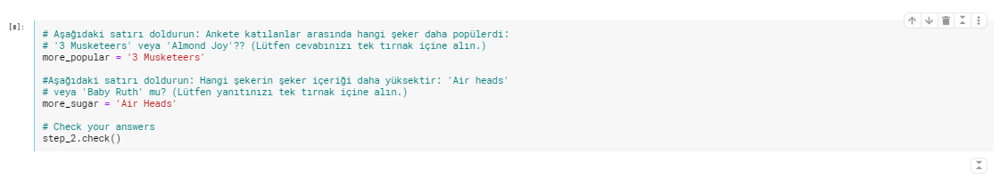 [8]:
# Aşağıdaki satırı doldurun: Ankete katılanlar arasında hangi şeker daha popülerdi:
# '3 Musketeers' veya 'Almond Joy'?? (Lütfen cevabınızı tek tırnak içine alın.)
more_popular = '3 Musketeers'
#Aşağıdaki satırı doldurun: Hangi şekerin şeker içeriği daha yüksektir: 'Air heads'
# veya 'Baby Ruth' mu? (Lütfen yanıtınızı tek tırnak içine alın.)
more_sugar = 'Air Heads'
# Check your answers
step_2.check()